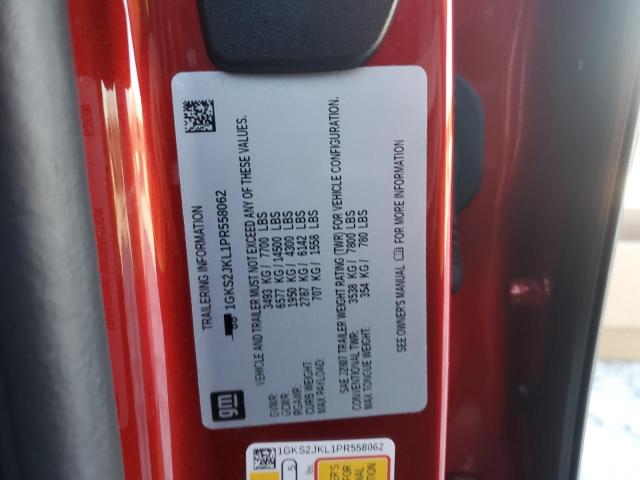 TRAILERING INFORMATION
1GKS2JKL1PR558062
VEHICLE AND TRAILER MUST NOT EXCEED ANY OF THESE VALUES.
GVWR: 3493 KG / 7700 LBS
GCWR: 6577 KG / 14500 LBS
RGAWR: 1950 KG / 4300 LBS
CURB WEIGHT: 2787 KG / 6142 LBS
MAX PAYLOAD: 707 KG / 1558 LBS
SAE J2807 TRAILER WEIGHT RATING (TWR) FOR VEHICLE CONFIGURATION.
CONVENTIONAL TWR: 3538 KG / 7800 LBS
MAX TONGUE WEIGHT: 354 KG / 780 LBS
SEE OWNER'S MANUAL FOR MORE INFORMATION
gm
1GKS2JKL1PR558062
5
lbs